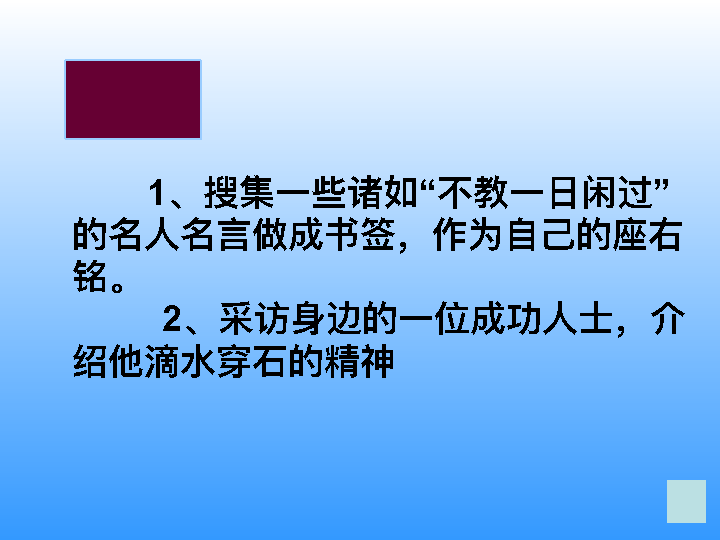 1、搜集一些诸如“不教一日闲过”
的名人名言做成书签，作为自己的座右
铭。
2、采访身边的一位成功人士，介
绍他滴水穿石的精神